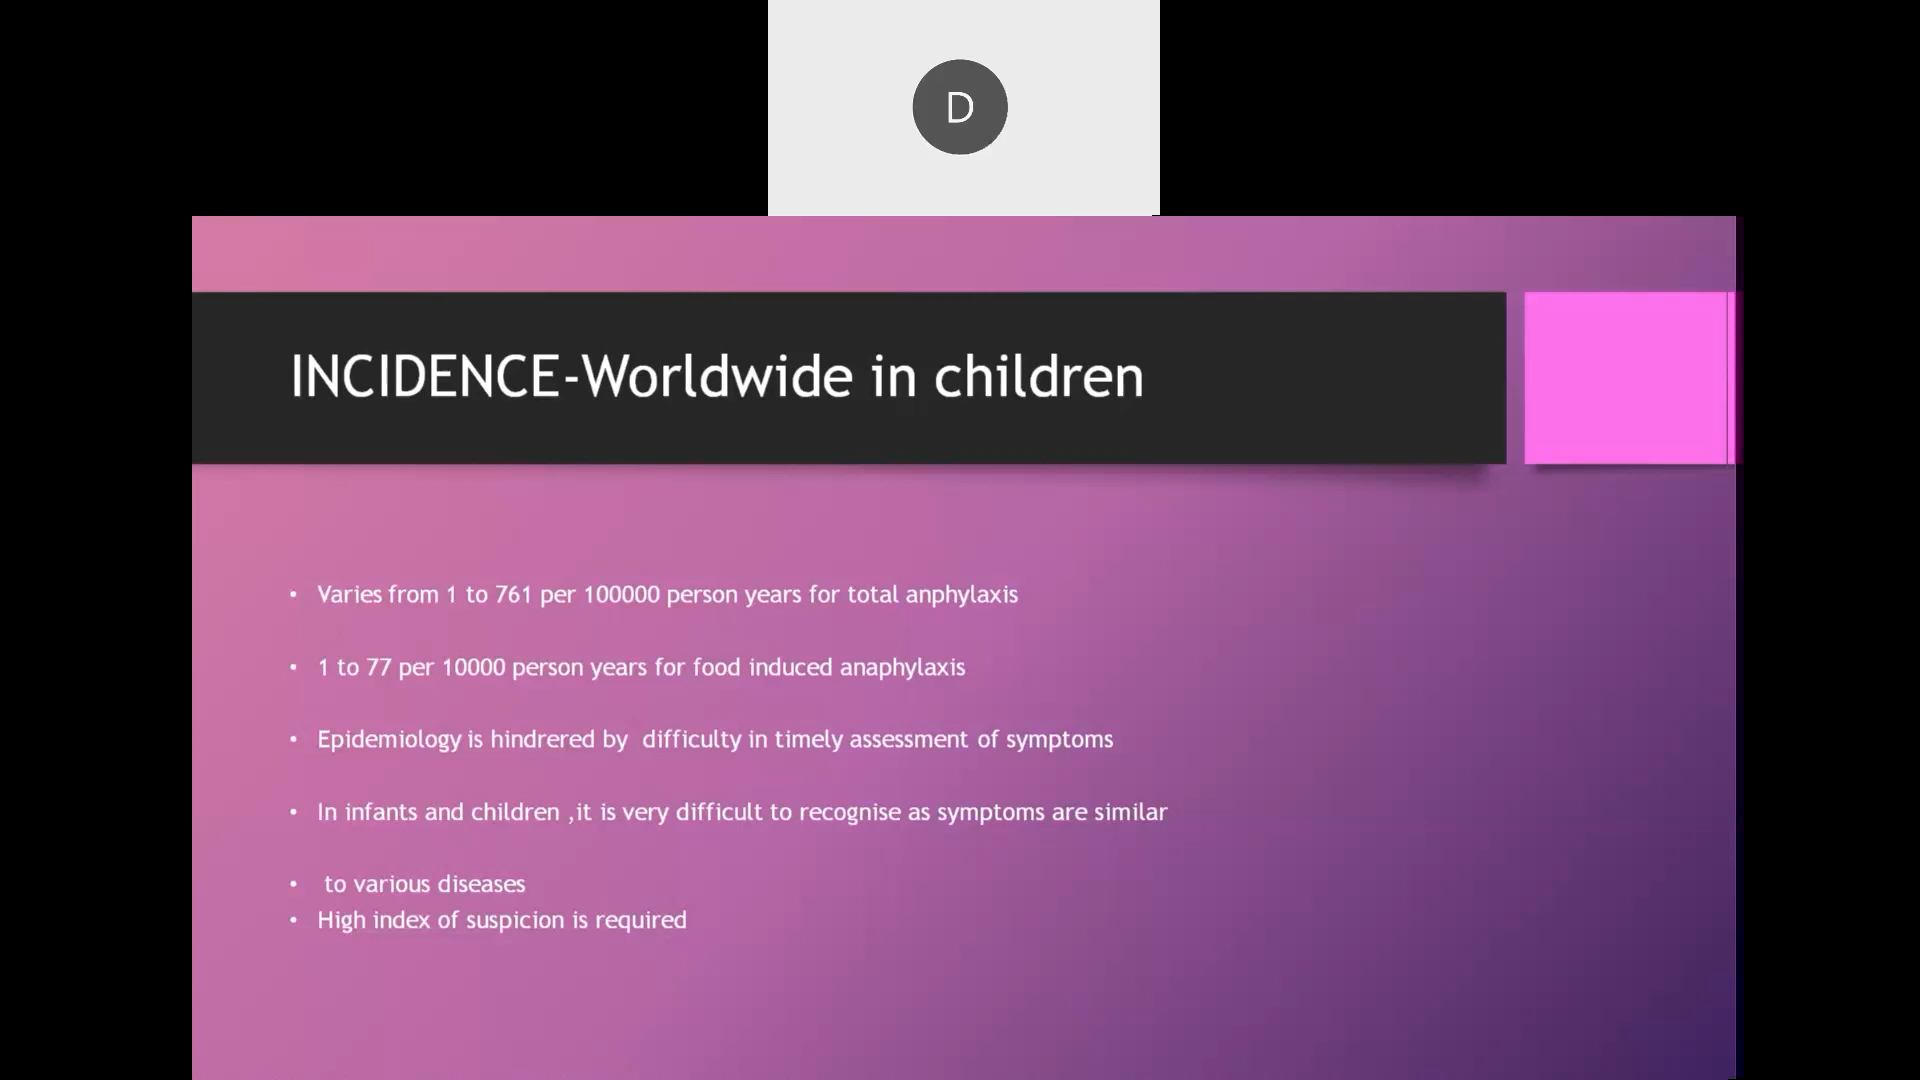 D
INCIDENCE-Worldwide in children
• Varies from 1 to 761 per 100000 person years for total anphylaxis
• 1 to 77 per 10000 person years for food induced anaphylaxis
• Epidemiology is hindrered by  difficulty in timely assessment of symptoms
• In infants and children ,it is very difficult to recognise as symptoms are similar
• to various diseases
• High index of suspicion is required